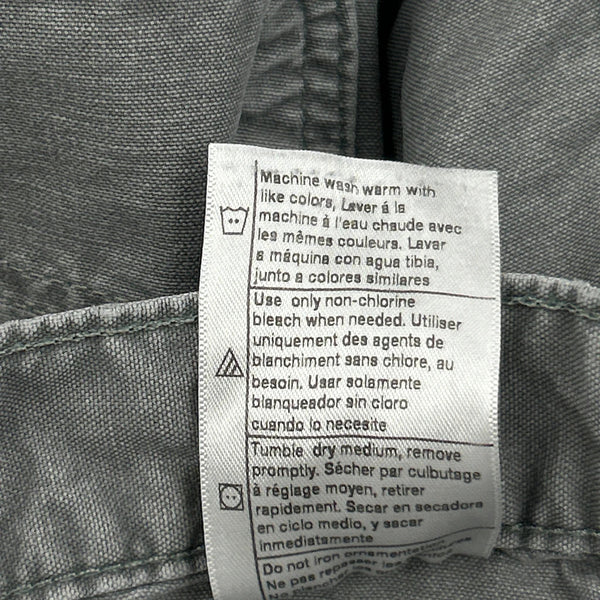 Machine wash warm with
like colors, Laver á la
machine à l'eau chaude avec
les mêmes couleurs. Lavar
a máquina con agua tibia,
junto a colores similares
Use only non-chlorine
bleach when needed. Utiliser
uniquement des agents de
blanchiment sans chlore, au
besoin. Usar solamente
blanqueador sin cloro
cuando lo necesite
Tumble dry medium, remove
promptly. Sécher par culbutage
à réglage moyen, retirer
rapidement. Secar en secadora
en ciclo medio, y sacar
inmediatamente
Do not iron ornamentation
Ne pas repasser les